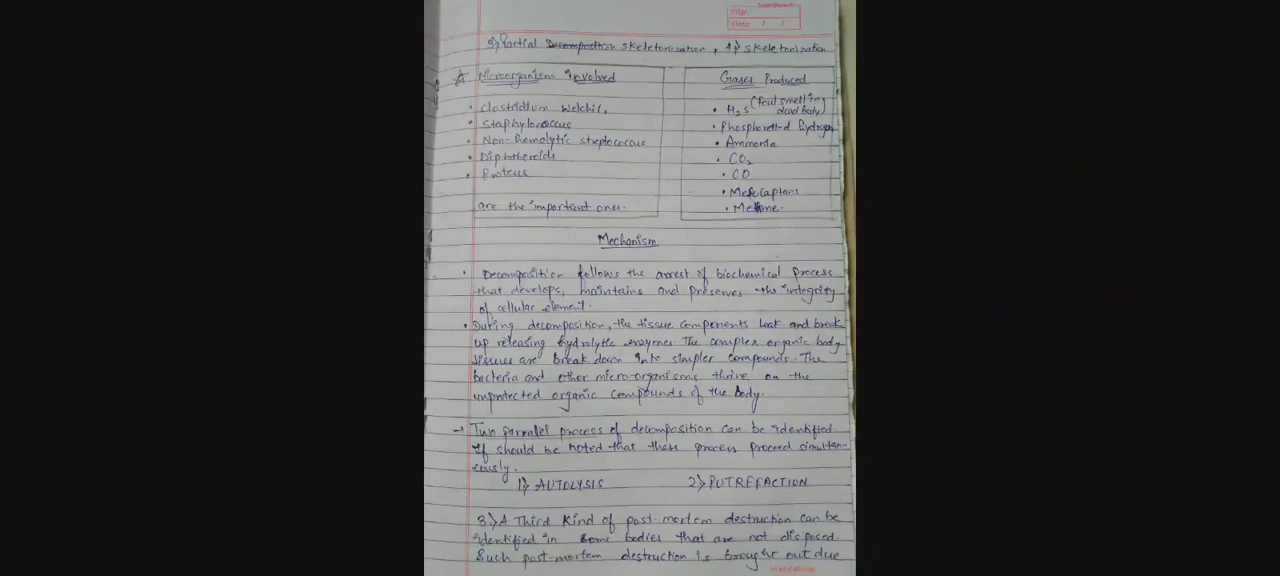 Page:
Date: / /
3) Partial Decomposition skeletonization, 4) Skeletonization
☆ Microorganism involved
• Clostridium Welchii,
• Staphylococcus
• Non-hemolytic streptococcus
• Diphtheroids
• Proteus
are the important ones.
Gases Produced
• H₂S (foul smell in dead body)
• Phosphoretted hydrogen
• Ammonia
• CO₂
• CO
• Mercaptans
• Methane.
Mechanism
• Decomposition follows the arrest of biochemical process
that develops, maintains and preserves the integrity
of cellular element.
• During decomposition, the tissue components leak and break
up releasing hydrolytic enzymes The complex organic body
tissues are break down into simpler compounds. The
bacteria and other micro-organisms thrive on the
unprotected organic compounds of the body.
→ Two parallel process of decomposition can be identified
It should be noted that these process proceed simultan-
eously.
1) AUTOLYSIS 2) PUTREFACTION
3) A Third Kind of post-mortem destruction can be
identified in some bodies that are not disposed.
Such post-mortem destruction is brought out due